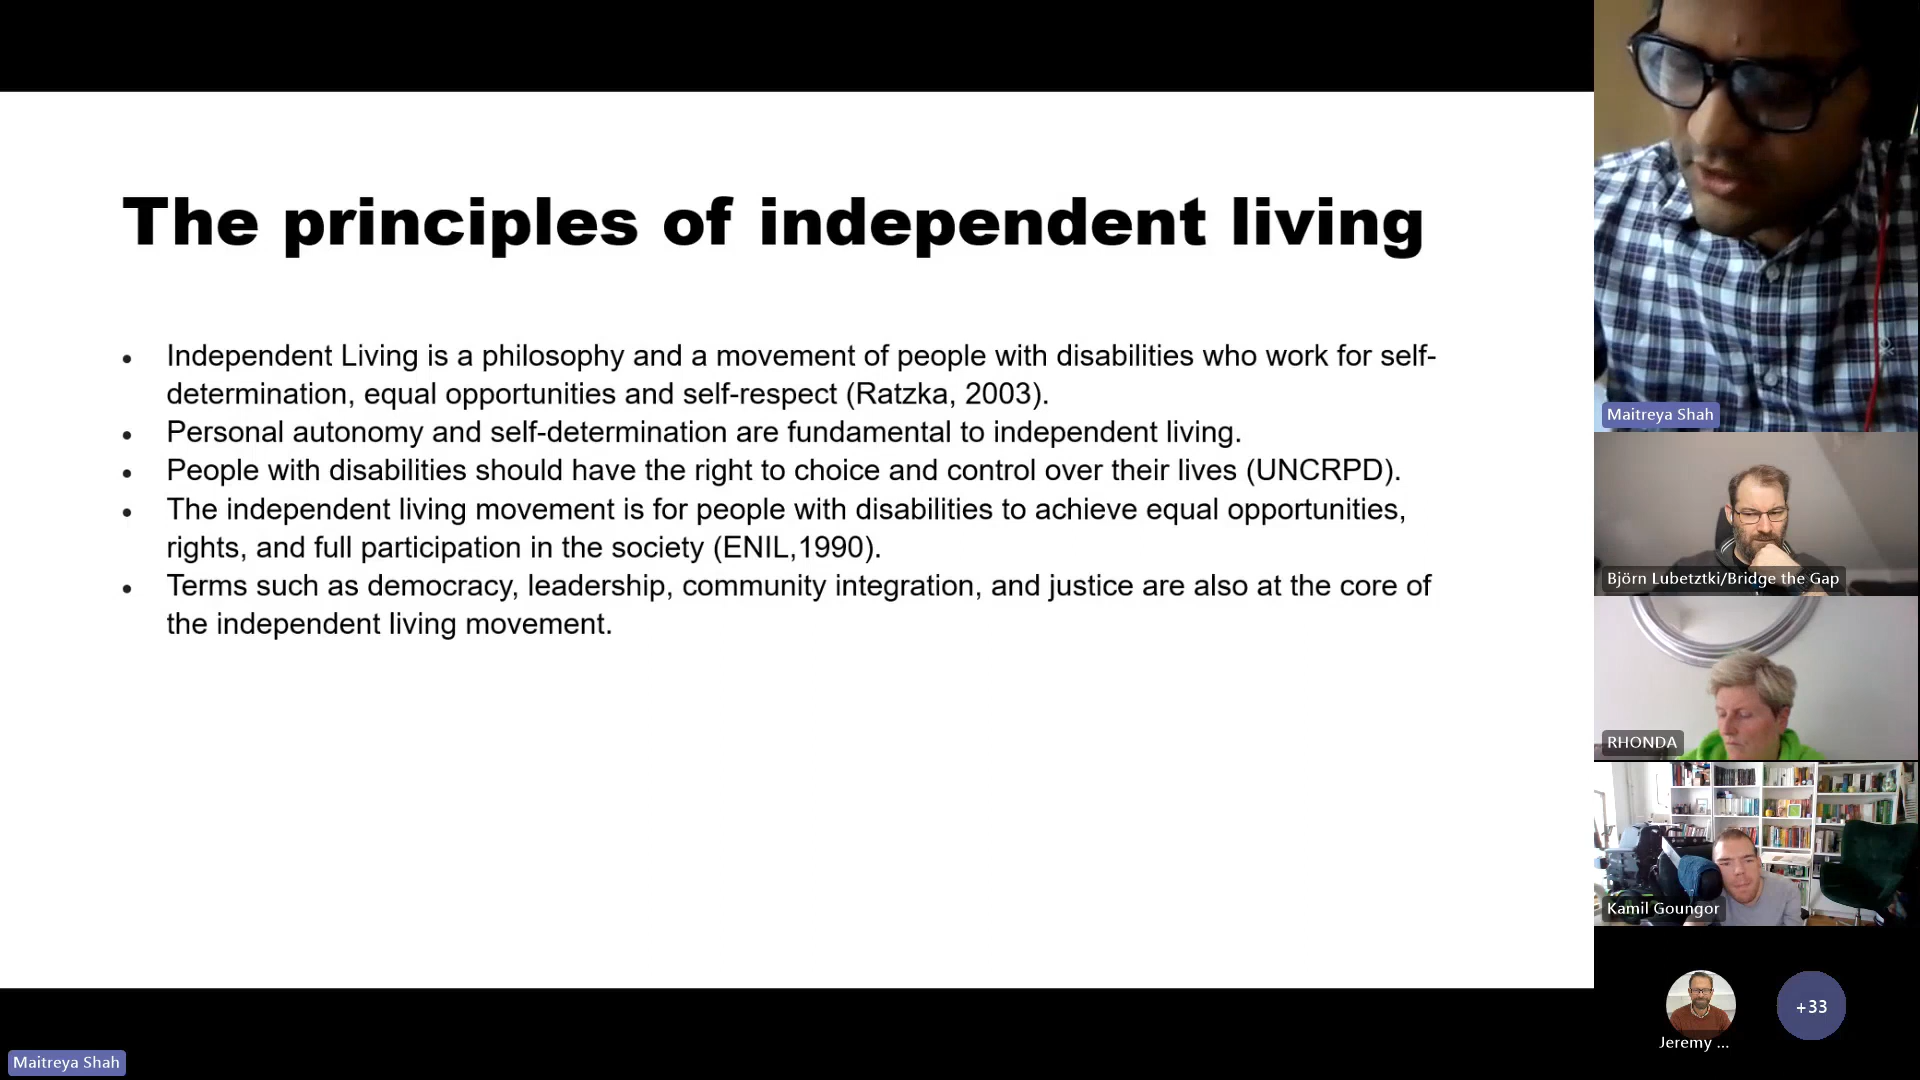 The principles of independent living
• Independent Living is a philosophy and a movement of people with disabilities who work for self-
determination, equal opportunities and self-respect (Ratzka, 2003).
• Personal autonomy and self-determination are fundamental to independent living.
• People with disabilities should have the right to choice and control over their lives (UNCRPD).
• The independent living movement is for people with disabilities to achieve equal opportunities,
rights, and full participation in the society (ENIL,1990).
• Terms such as democracy, leadership, community integration, and justice are also at the core of
the independent living movement.
Maitreya Shah
Björn Lubetztki/Bridge the Gap
RHONDA
Kamil Goungor
Jeremy ...
+33
Maitreya Shah